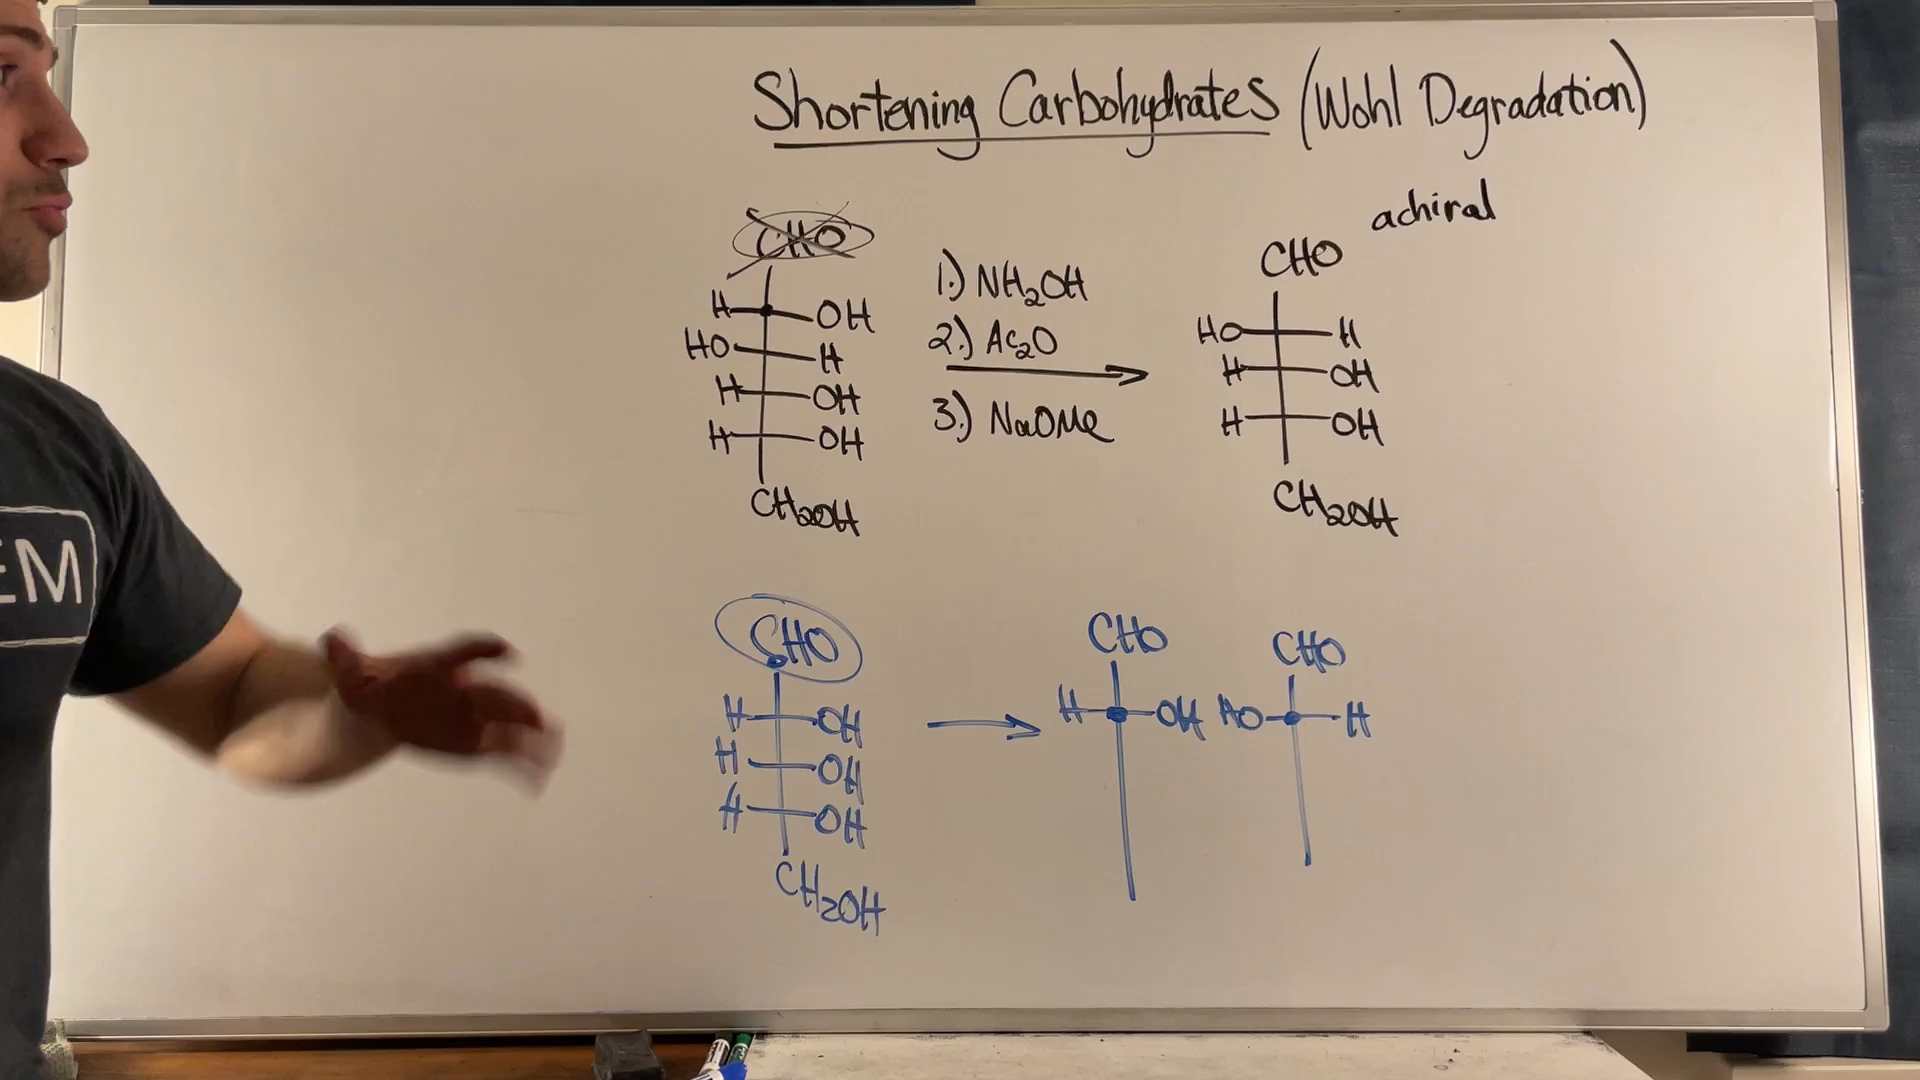 Shortening Carbohydrates (Wohl Degradation)
achiral
CHO
H OH
HO H
H OH
H OH
CH2OH
1.) NH2OH
2.) Ac2O
3.) NaOMe
CHO
HO H
H OH
H OH
CH2OH
CHO
H OH
H OH
H OH
CH2OH
CHO
H OH
CHO
HO H
EM